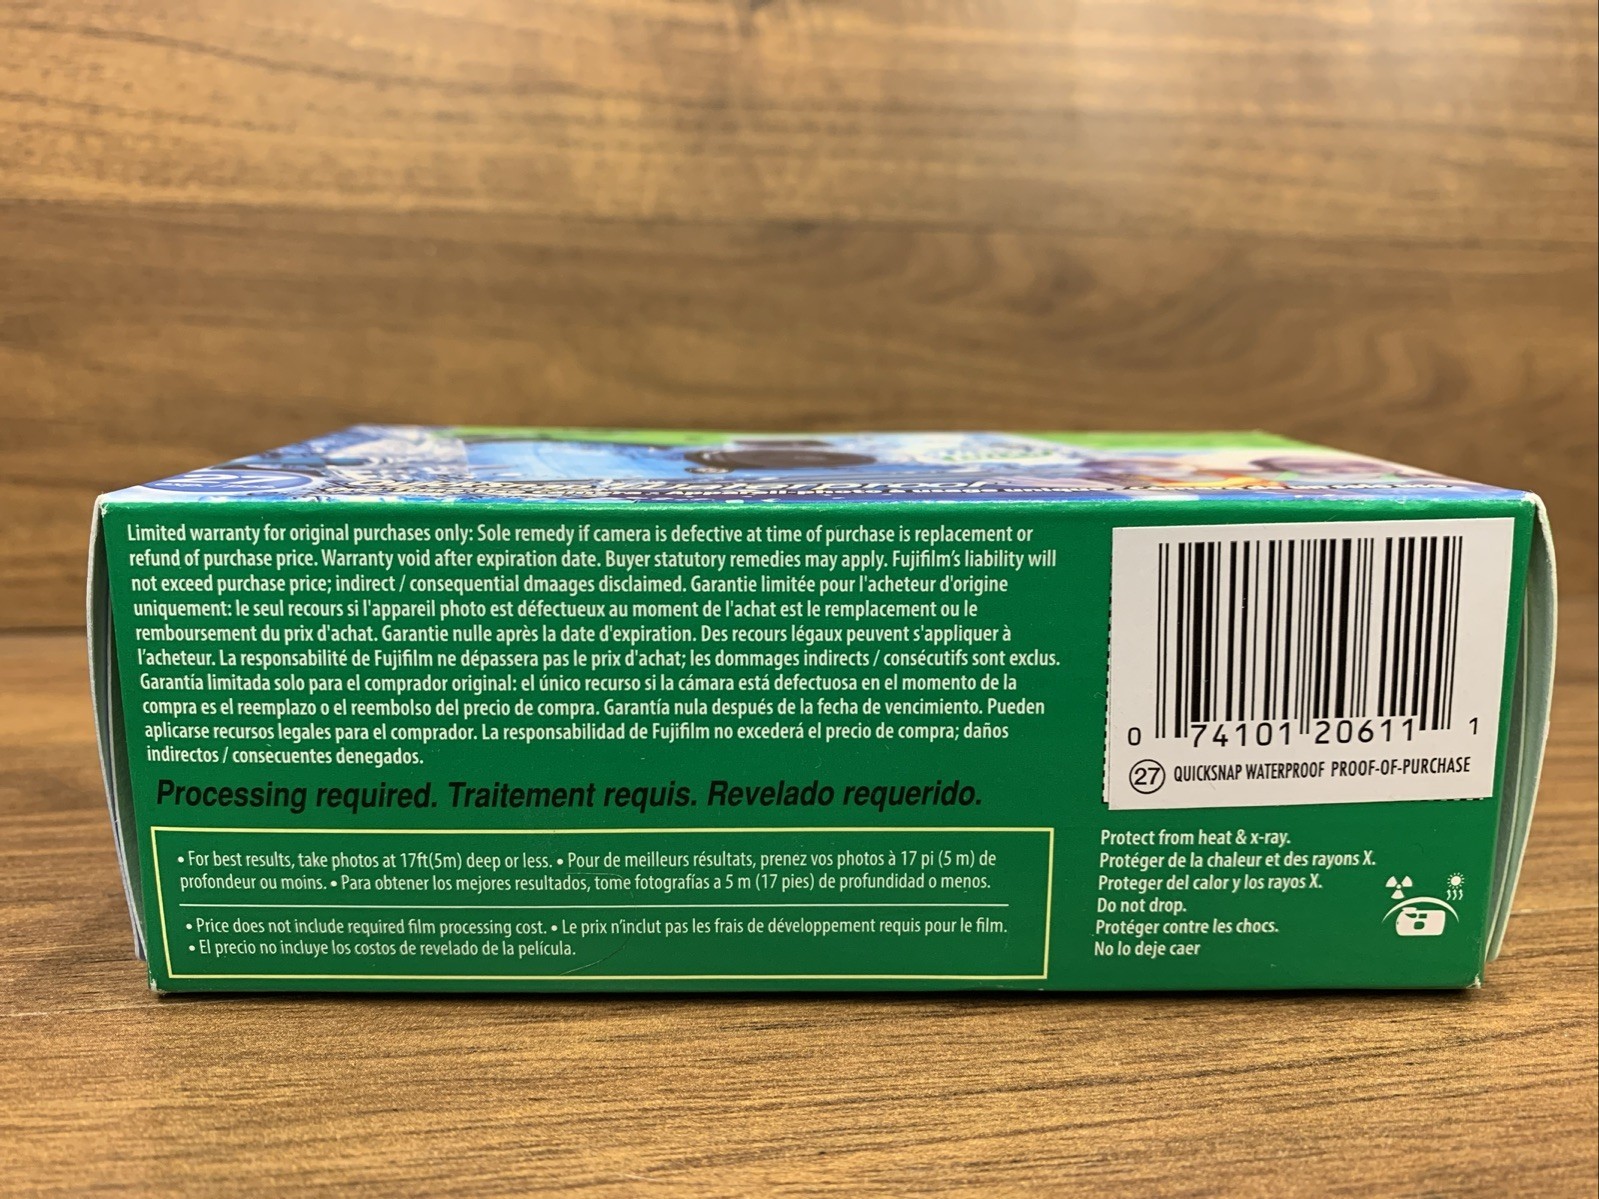 27
Limited warranty for original purchases only: Sole remedy if camera is defective at time of purchase is replacement or
refund of purchase price. Warranty void after expiration date. Buyer statutory remedies may apply. Fujifilm's liability will
not exceed purchase price; indirect / consequential dmaages disclaimed. Garantie limitée pour l'acheteur d'origine
uniquement: le seul recours si l'appareil photo est défectueux au moment de l'achat est le remplacement ou le
remboursement du prix d'achat. Garantie nulle après la date d'expiration. Des recours légaux peuvent s'appliquer à
l'acheteur. La responsabilité de Fujifilm ne dépassera pas le prix d'achat; les dommages indirects / consécutifs sont exclus.
Garantía limitada solo para el comprador original: el único recurso si la cámara está defectuosa en el momento de la
compra es el reemplazo o el reembolso del precio de compra. Garantía nula después de la fecha de vencimiento. Pueden
aplicarse recursos legales para el comprador. La responsabilidad de Fujifilm no excederá el precio de compra; daños
indirectos / consecuentes denegados.
Processing required. Traitement requis. Revelado requerido.
• For best results, take photos at 17ft(5m) deep or less. • Pour de meilleurs résultats, prenez vos photos à 17 pi (5 m) de
profondeur ou moins. • Para obtener los mejores resultados, tome fotografías a 5 m (17 pies) de profundidad o menos.
• Price does not include required film processing cost. • Le prix n'inclut pas les frais de développement requis pour le film.
• El precio no incluye los costos de revelado de la película.
0 74101 20611 1
27 QUICKSNAP WATERPROOF PROOF-OF-PURCHASE
Protect from heat & x-ray.
Protéger de la chaleur et des rayons X.
Proteger del calor y los rayos X.
Do not drop.
Protéger contre les chocs.
No lo deje caer